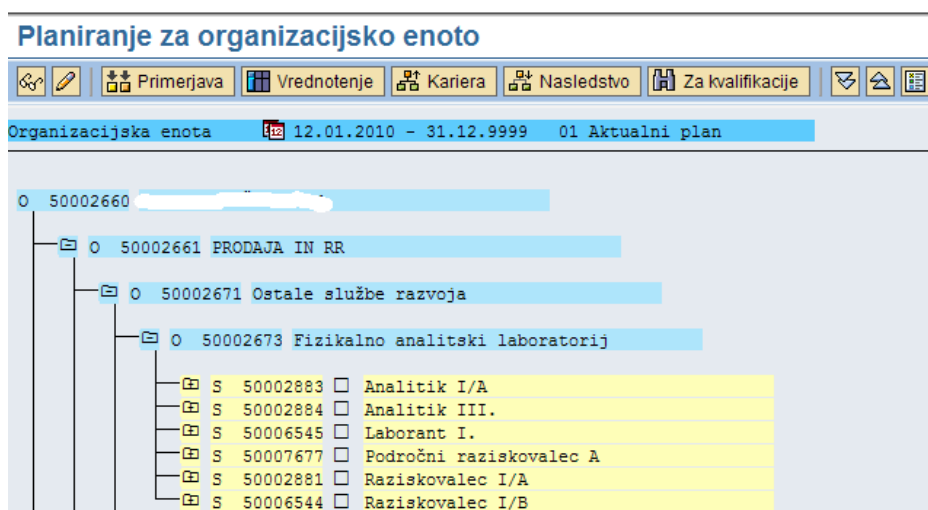 Planiranje za organizacijsko enoto
Primerjava Vrednotenje Kariera Nasledstvo Za kvalifikacije
Organizacijska enota 12.01.2010 - 31.12.9999 01 Aktualni plan
O 50002660
O 50002661 PRODAJA IN RR
O 50002671 Ostale službe razvoja
O 50002673 Fizikalno analitski laboratorij
S 50002883 Analitik I/A
S 50002884 Analitik III.
S 50006545 Laborant I.
S 50007677 Področni raziskovalec A
S 50002881 Raziskovalec I/A
S 50006544 Raziskovalec I/B